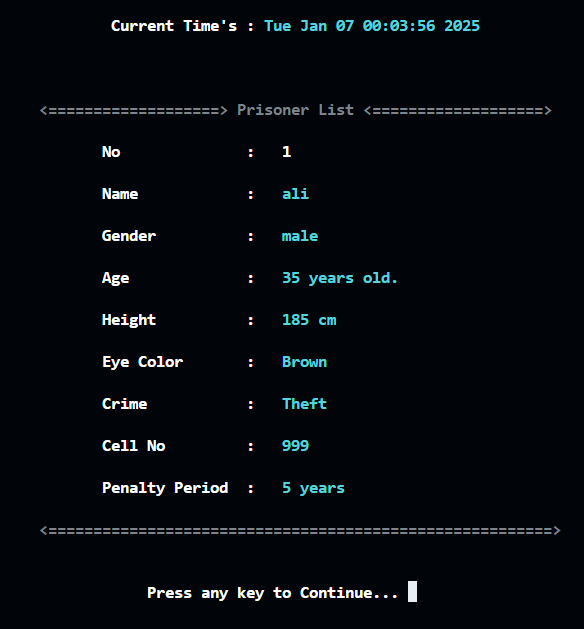 Current Time's : Tue Jan 07 00:03:56 2025
<===================> Prisoner List <===================>
No : 1
Name : ali
Gender : male
Age : 35 years old.
Height : 185 cm
Eye Color : Brown
Crime : Theft
Cell No : 999
Penalty Period : 5 years
<========================================================>
Press any key to Continue...